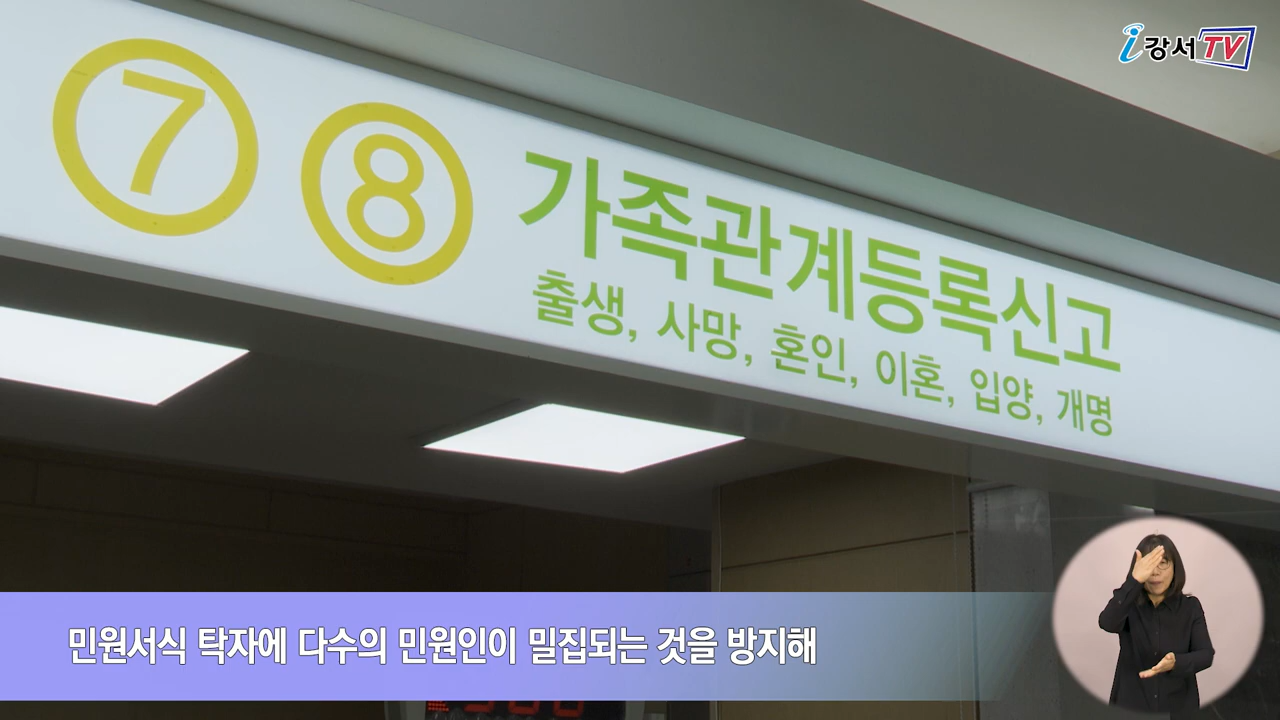 i강서TV
⑦ ⑧ 가족관계등록신고
출생, 사망, 혼인, 이혼, 입양, 개명
민원서식 탁자에 다수의 민원인이 밀집되는 것을 방지해